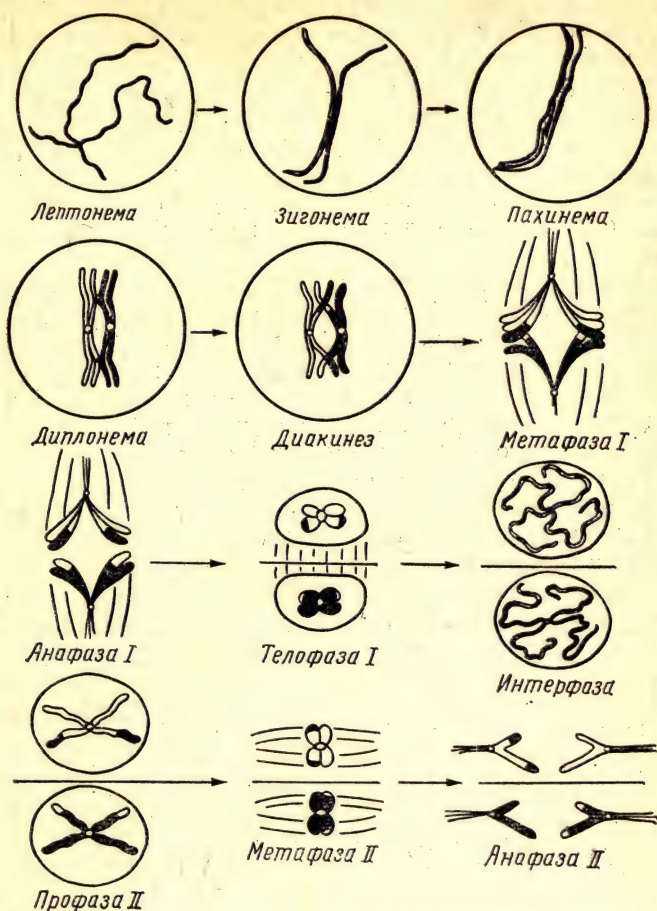 Лептонема
Зигонема
Пахинема
Диплонема
Диакинез
Метафаза I
Анафаза I
Телофаза I
Интерфаза
Профаза II
Метафаза II
Анафаза II